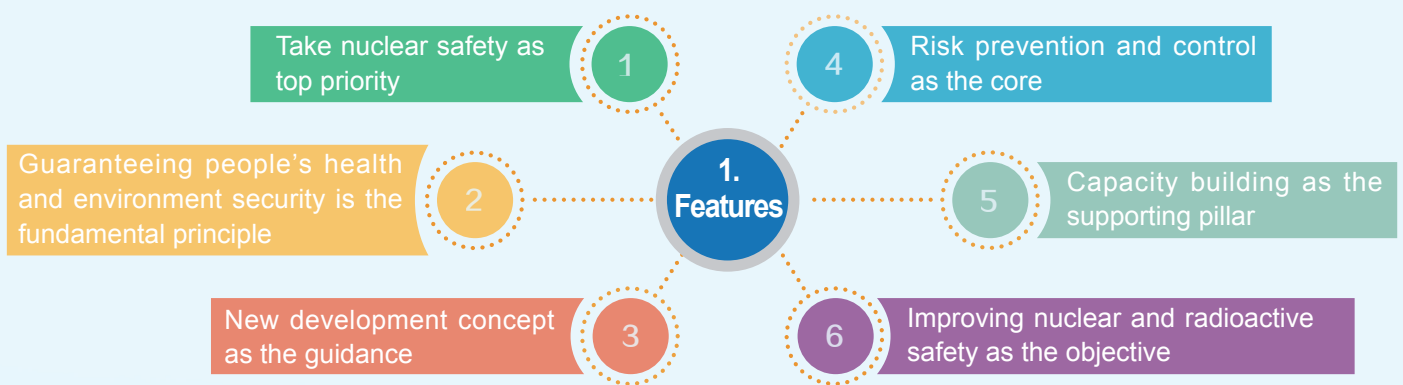 1.
Features
1
Take nuclear safety as
top priority
2
Guaranteeing people's health
and environment security is the
fundamental principle
3
New development concept
as the guidance
4
Risk prevention and control
as the core
5
Capacity building as the
supporting pillar
6
Improving nuclear and radioactive
safety as the objective